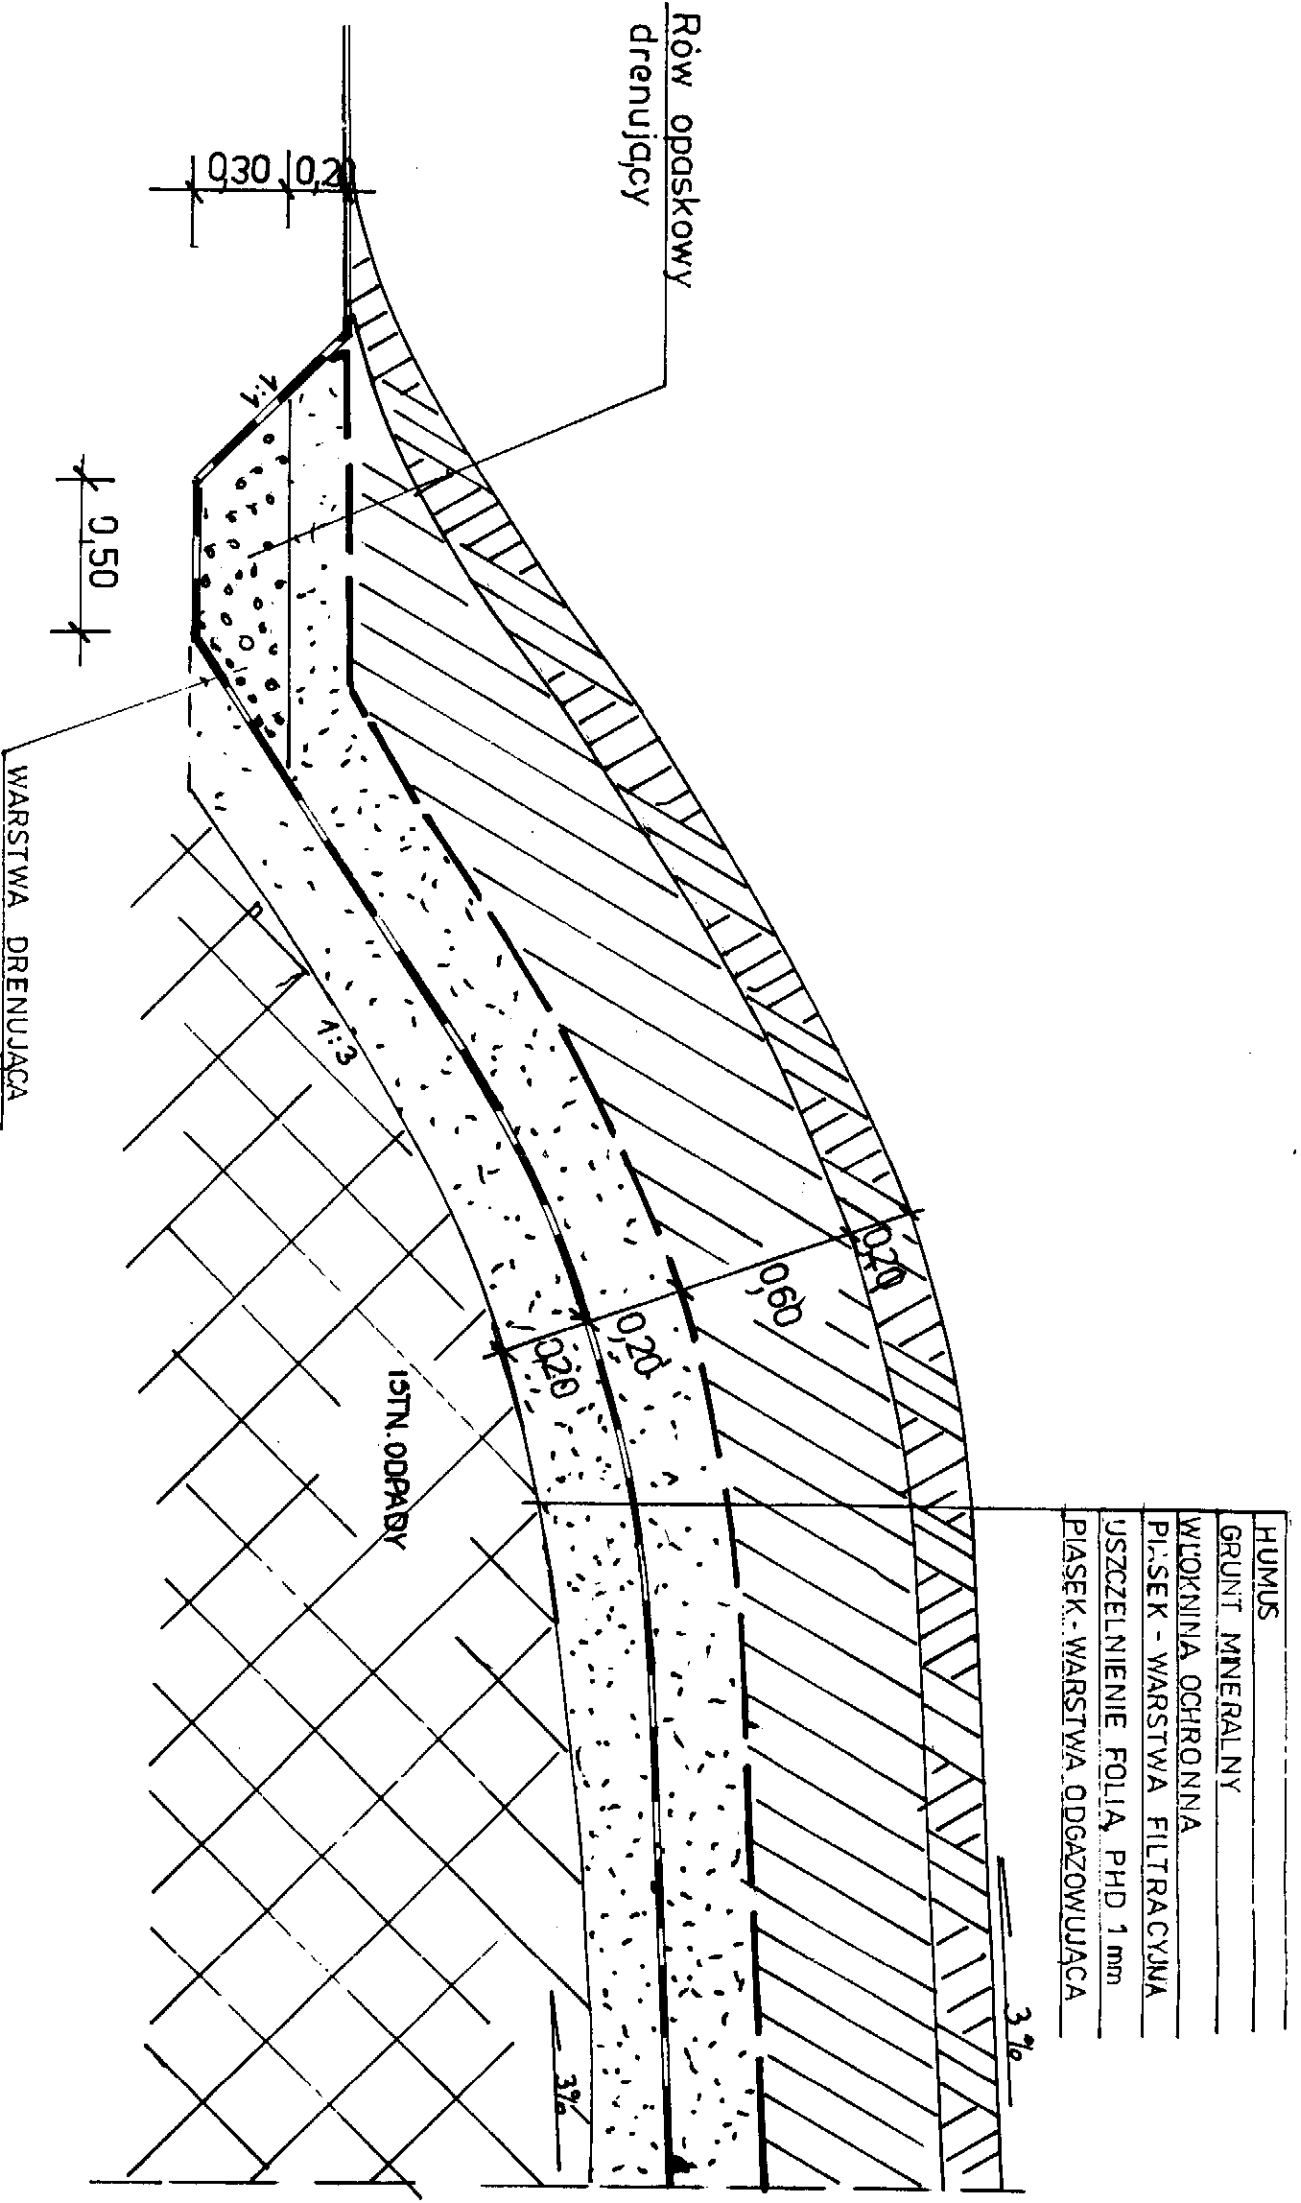 HUMUS
GRUNT MINERALNY
WŁÓKNINA OCHRONNA
PIASEK - WARSTWA FILTRACYJNA
USZCZELNIENIE FOLIĄ PHD 1 mm
PIASEK - WARSTWA ODGAZOWUJĄCA
3%
Rów opaskowy
drenujący
0,20
0,60
0,20
0,20
0,20
0,30
1:1
1:3
ISTN. ODPADY
3%
0,50
WARSTWA DRENUJĄCA